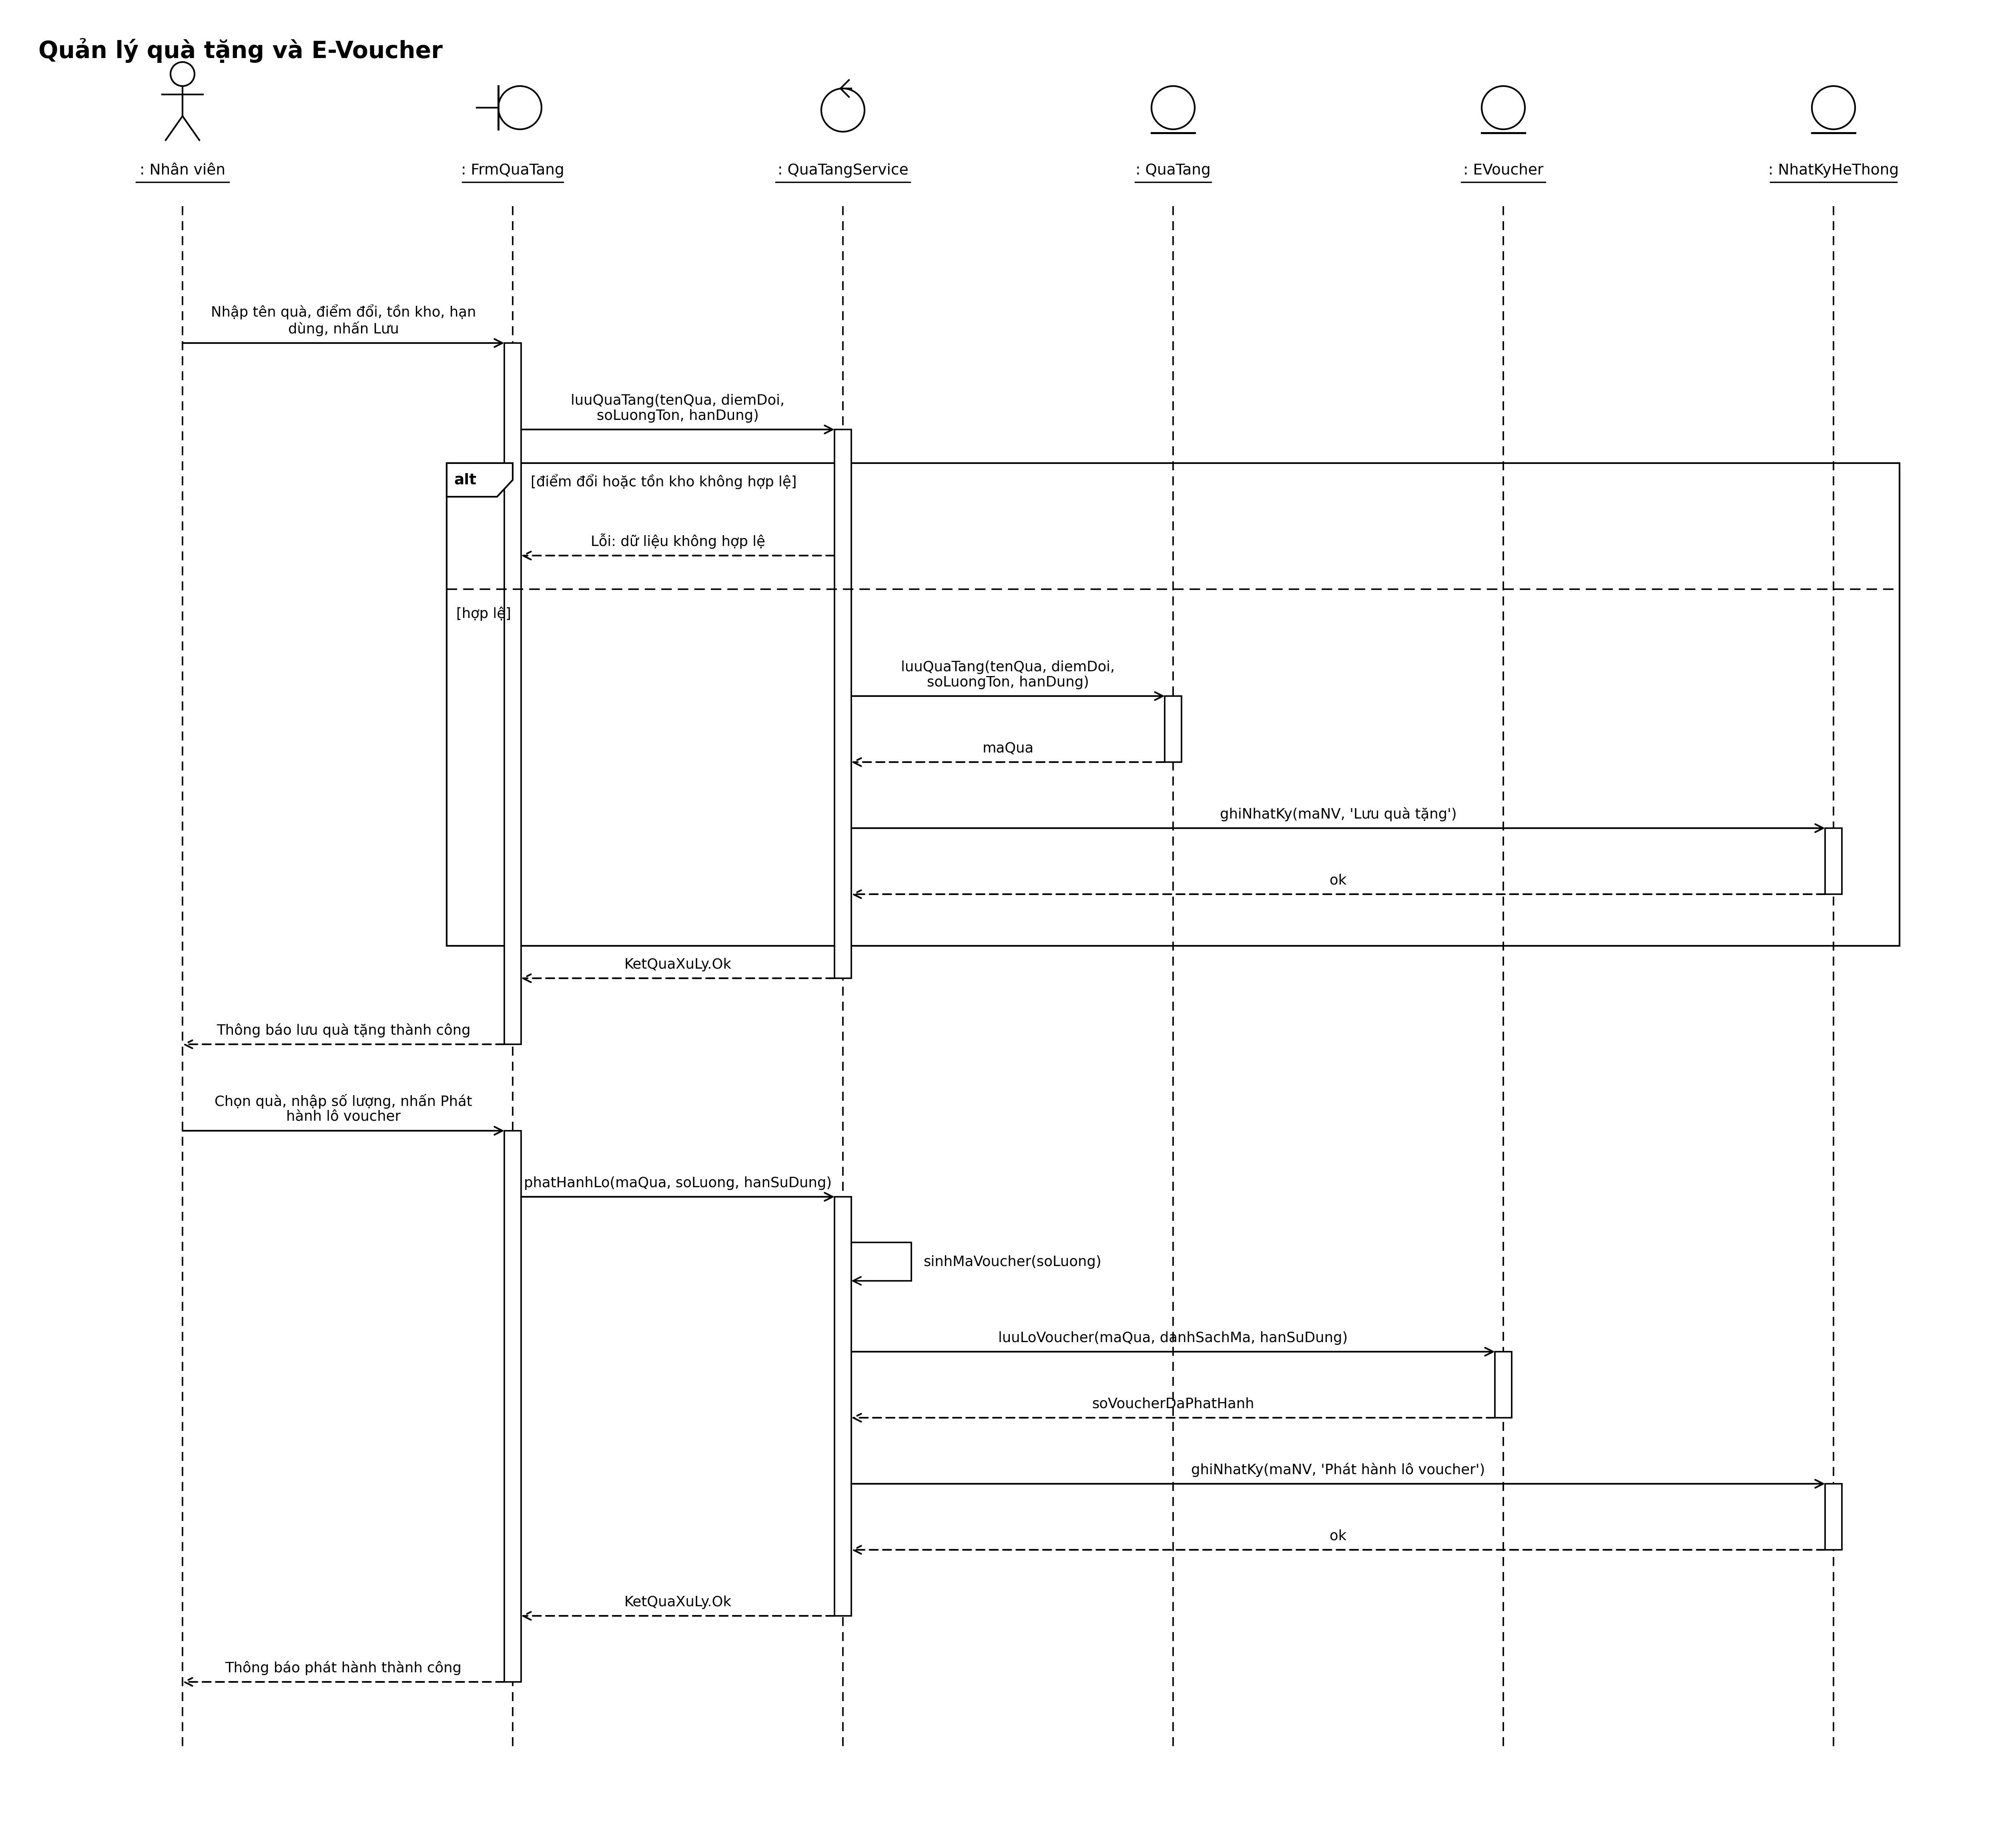 Quản lý quà tặng và E-Voucher
: Nhân viên
: FrmQuaTang
: QuaTangService
: QuaTang
: EVoucher
: NhatKyHeThong
Nhập tên quà, điểm đổi, tồn kho, hạn
dùng, nhấn Lưu
luuQuaTang(tenQua, diemDoi,
soLuongTon, hanDung)
alt
[điểm đổi hoặc tồn kho không hợp lệ]
Lỗi: dữ liệu không hợp lệ
[hợp lệ]
luuQuaTang(tenQua, diemDoi,
soLuongTon, hanDung)
maQua
ghiNhatKy(maNV, 'Lưu quà tặng')
ok
KetQuaXuLy.Ok
Thông báo lưu quà tặng thành công
Chọn quà, nhập số lượng, nhấn Phát
hành lô voucher
phatHanhLo(maQua, soLuong, hanSuDung)
sinhMaVoucher(soLuong)
luuLoVoucher(maQua, danhSachMa, hanSuDung)
soVoucherDaPhatHanh
ghiNhatKy(maNV, 'Phát hành lô voucher')
ok
KetQuaXuLy.Ok
Thông báo phát hành thành công